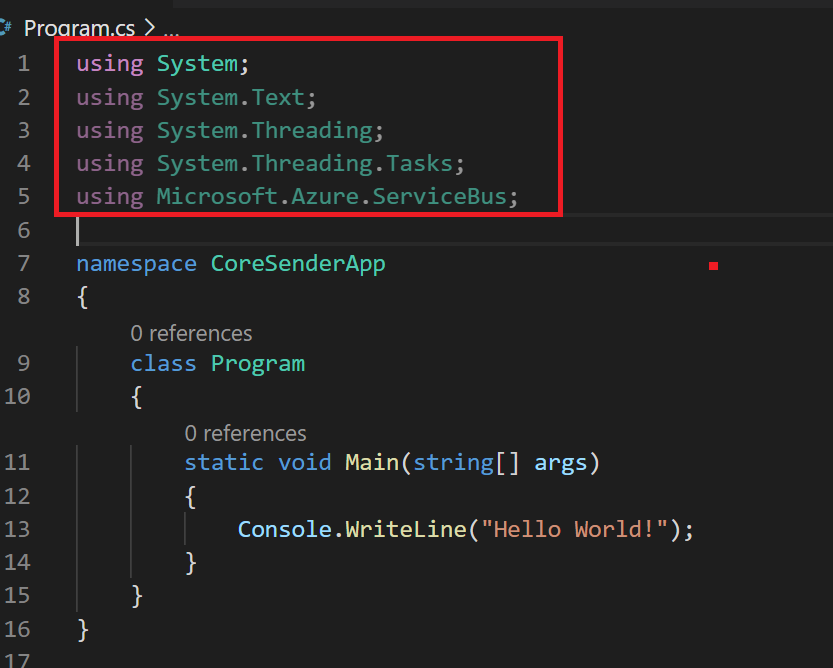 C# Program.cs > ...
1 using System;
2 using System.Text;
3 using System.Threading;
4 using System.Threading.Tasks;
5 using Microsoft.Azure.ServiceBus;
6
7 namespace CoreSenderApp
8 {
0 references
9 class Program
10 {
0 references
11 static void Main(string[] args)
12 {
13 Console.WriteLine("Hello World!");
14 }
15 }
16 }
17